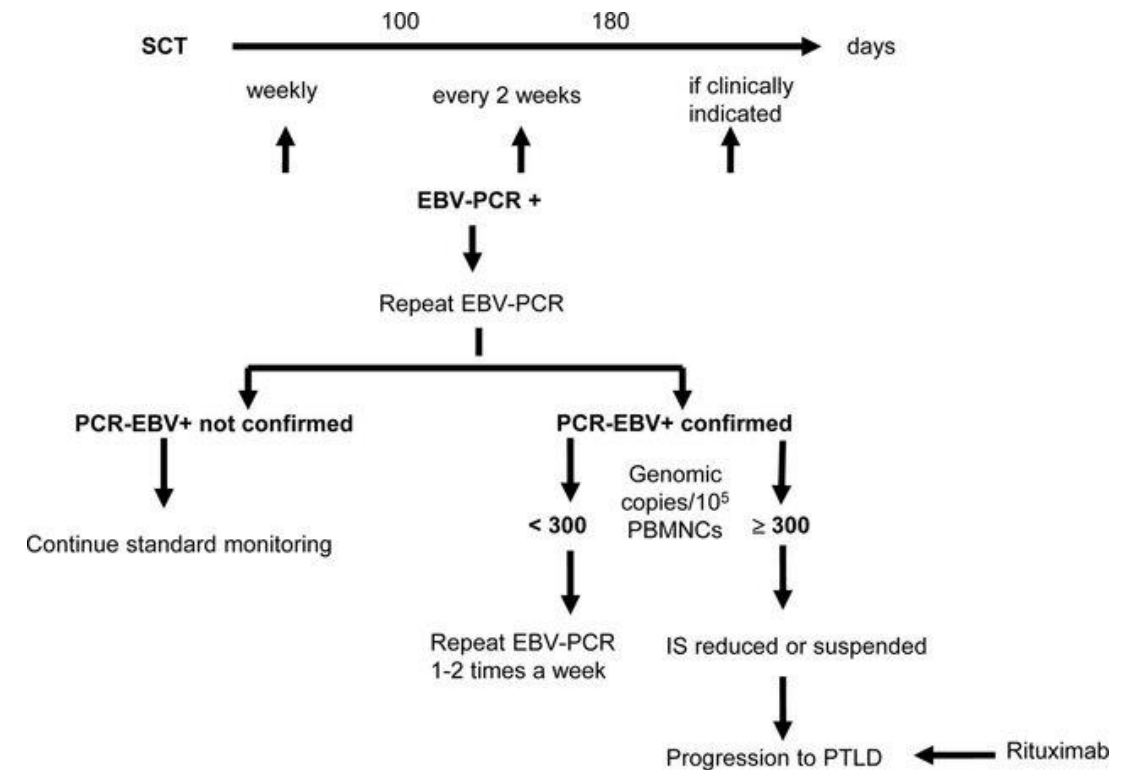 100
180
SCT
days
weekly
every 2 weeks
if clinically
indicated
EBV-PCR +
Repeat EBV-PCR
PCR-EBV+ not confirmed
PCR-EBV+ confirmed
Continue standard monitoring
Genomic
copies/10⁵
PBMNCs
< 300
≥ 300
Repeat EBV-PCR
1-2 times a week
IS reduced or suspended
Progression to PTLD
Rituximab